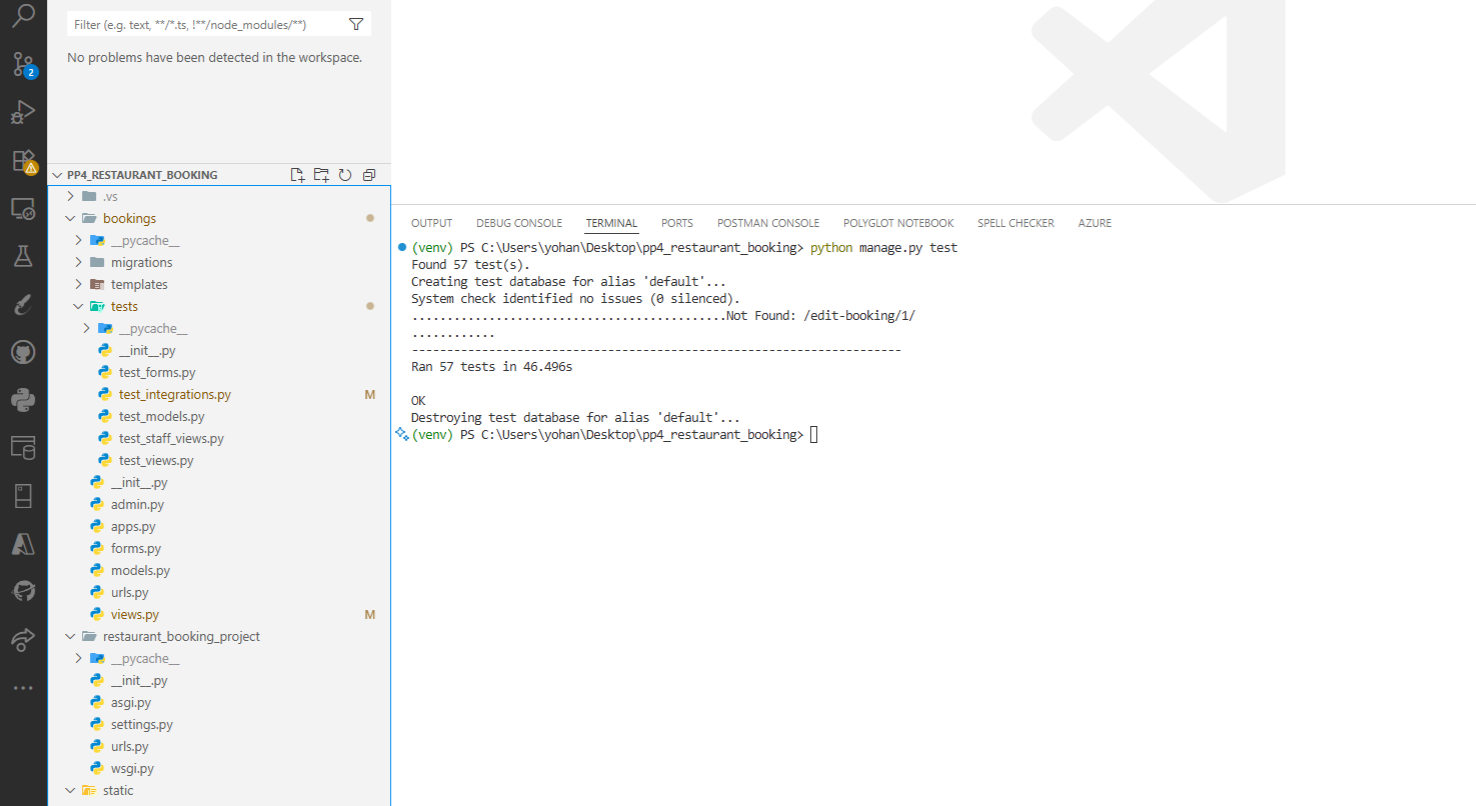 Filter (e.g. text, **/*.ts, !**/node_modules/**)
No problems have been detected in the workspace.
2
PP4_RESTAURANT_BOOKING
.vs
bookings
__pycache__
migrations
templates
tests
__pycache__
__init__.py
test_forms.py
test_integrations.py M
test_models.py
test_staff_views.py
test_views.py
__init__.py
admin.py
apps.py
forms.py
models.py
urls.py
views.py M
restaurant_booking_project
__pycache__
__init__.py
asgi.py
settings.py
urls.py
wsgi.py
static
OUTPUT DEBUG CONSOLE TERMINAL PORTS POSTMAN CONSOLE POLYGLOT NOTEBOOK SPELL CHECKER AZURE
(venv) PS C:\Users\yohan\Desktop\pp4_restaurant_booking> python manage.py test
Found 57 test(s).
Creating test database for alias 'default'...
System check identified no issues (0 silenced).
.............................................Not Found: /edit-booking/1/
............
----------------------------------------------------------------------
Ran 57 tests in 46.496s
OK
Destroying test database for alias 'default'...
(venv) PS C:\Users\yohan\Desktop\pp4_restaurant_booking>